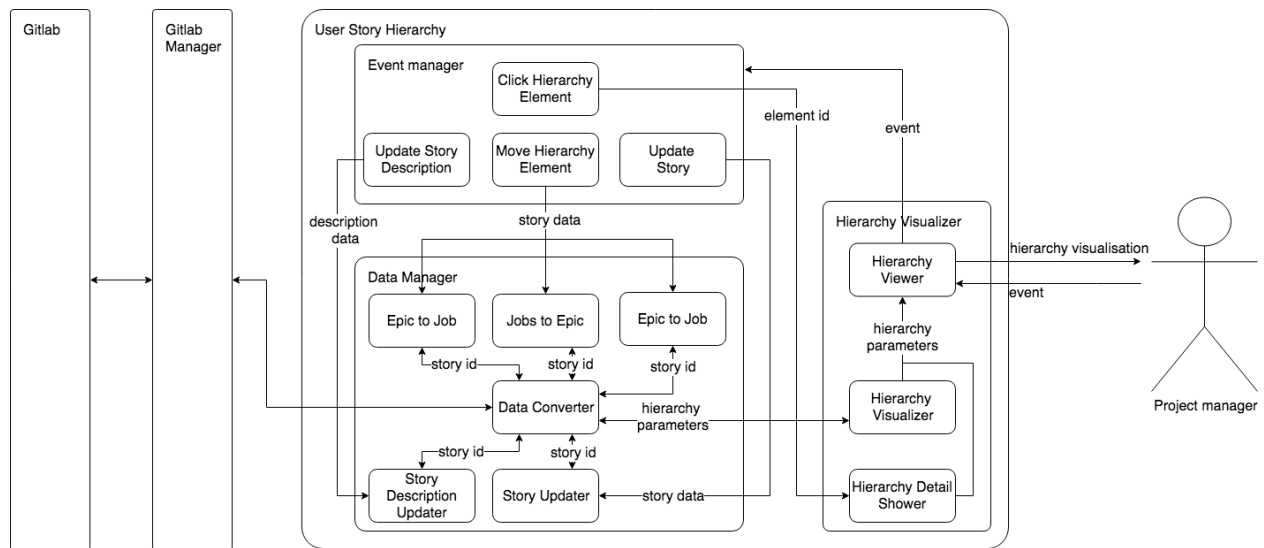 Gitlab
Gitlab
Manager
User Story Hierarchy
Event manager
Click Hierarchy
Element
element id
event
Update Story
Description
Move Hierarchy
Element
Update
Story
description
data
story data
Hierarchy Visualizer
Hierarchy
Viewer
hierarchy visualisation
event
Data Manager
Epic to Job
Jobs to Epic
Epic to Job
hierarchy
parameters
story id
story id
story id
Data Converter
hierarchy
parameters
Hierarchy
Visualizer
Project manager
story id
story id
Story
Description
Updater
Story Updater
story data
Hierarchy Detail
Shower